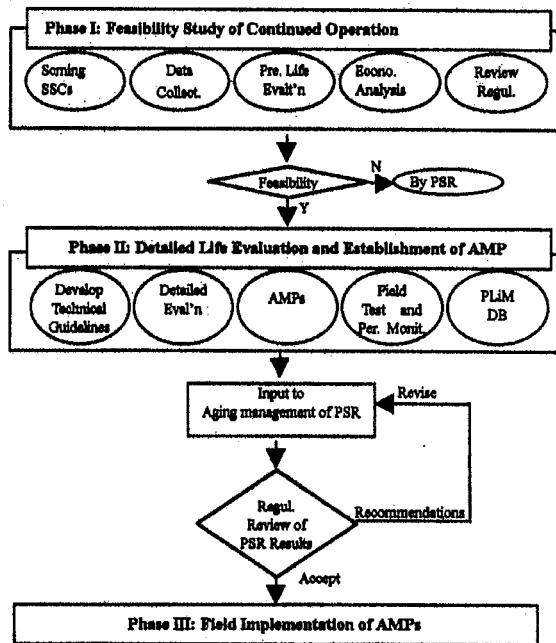 Phase I: Feasibility Study of Continued Operation
Scrning
SSCs
Data
Collect.
Pre. Life
Evalt'n
Econo.
Analysis
Review
Regul.
Feasibility
N
By PSR
Y
Phase II: Detailed Life Evaluation and Establishment of AMP
Develop
Technical
Guidelines
Detailed
Eval'n
AMPs
Field
Test and
Per. Monit.
PLiM
DB
Input to
Aging management of PSR
Revise
Regul.
Review of
PSR Results
Recommendations
Accept
Phase III: Field Implementation of AMPs